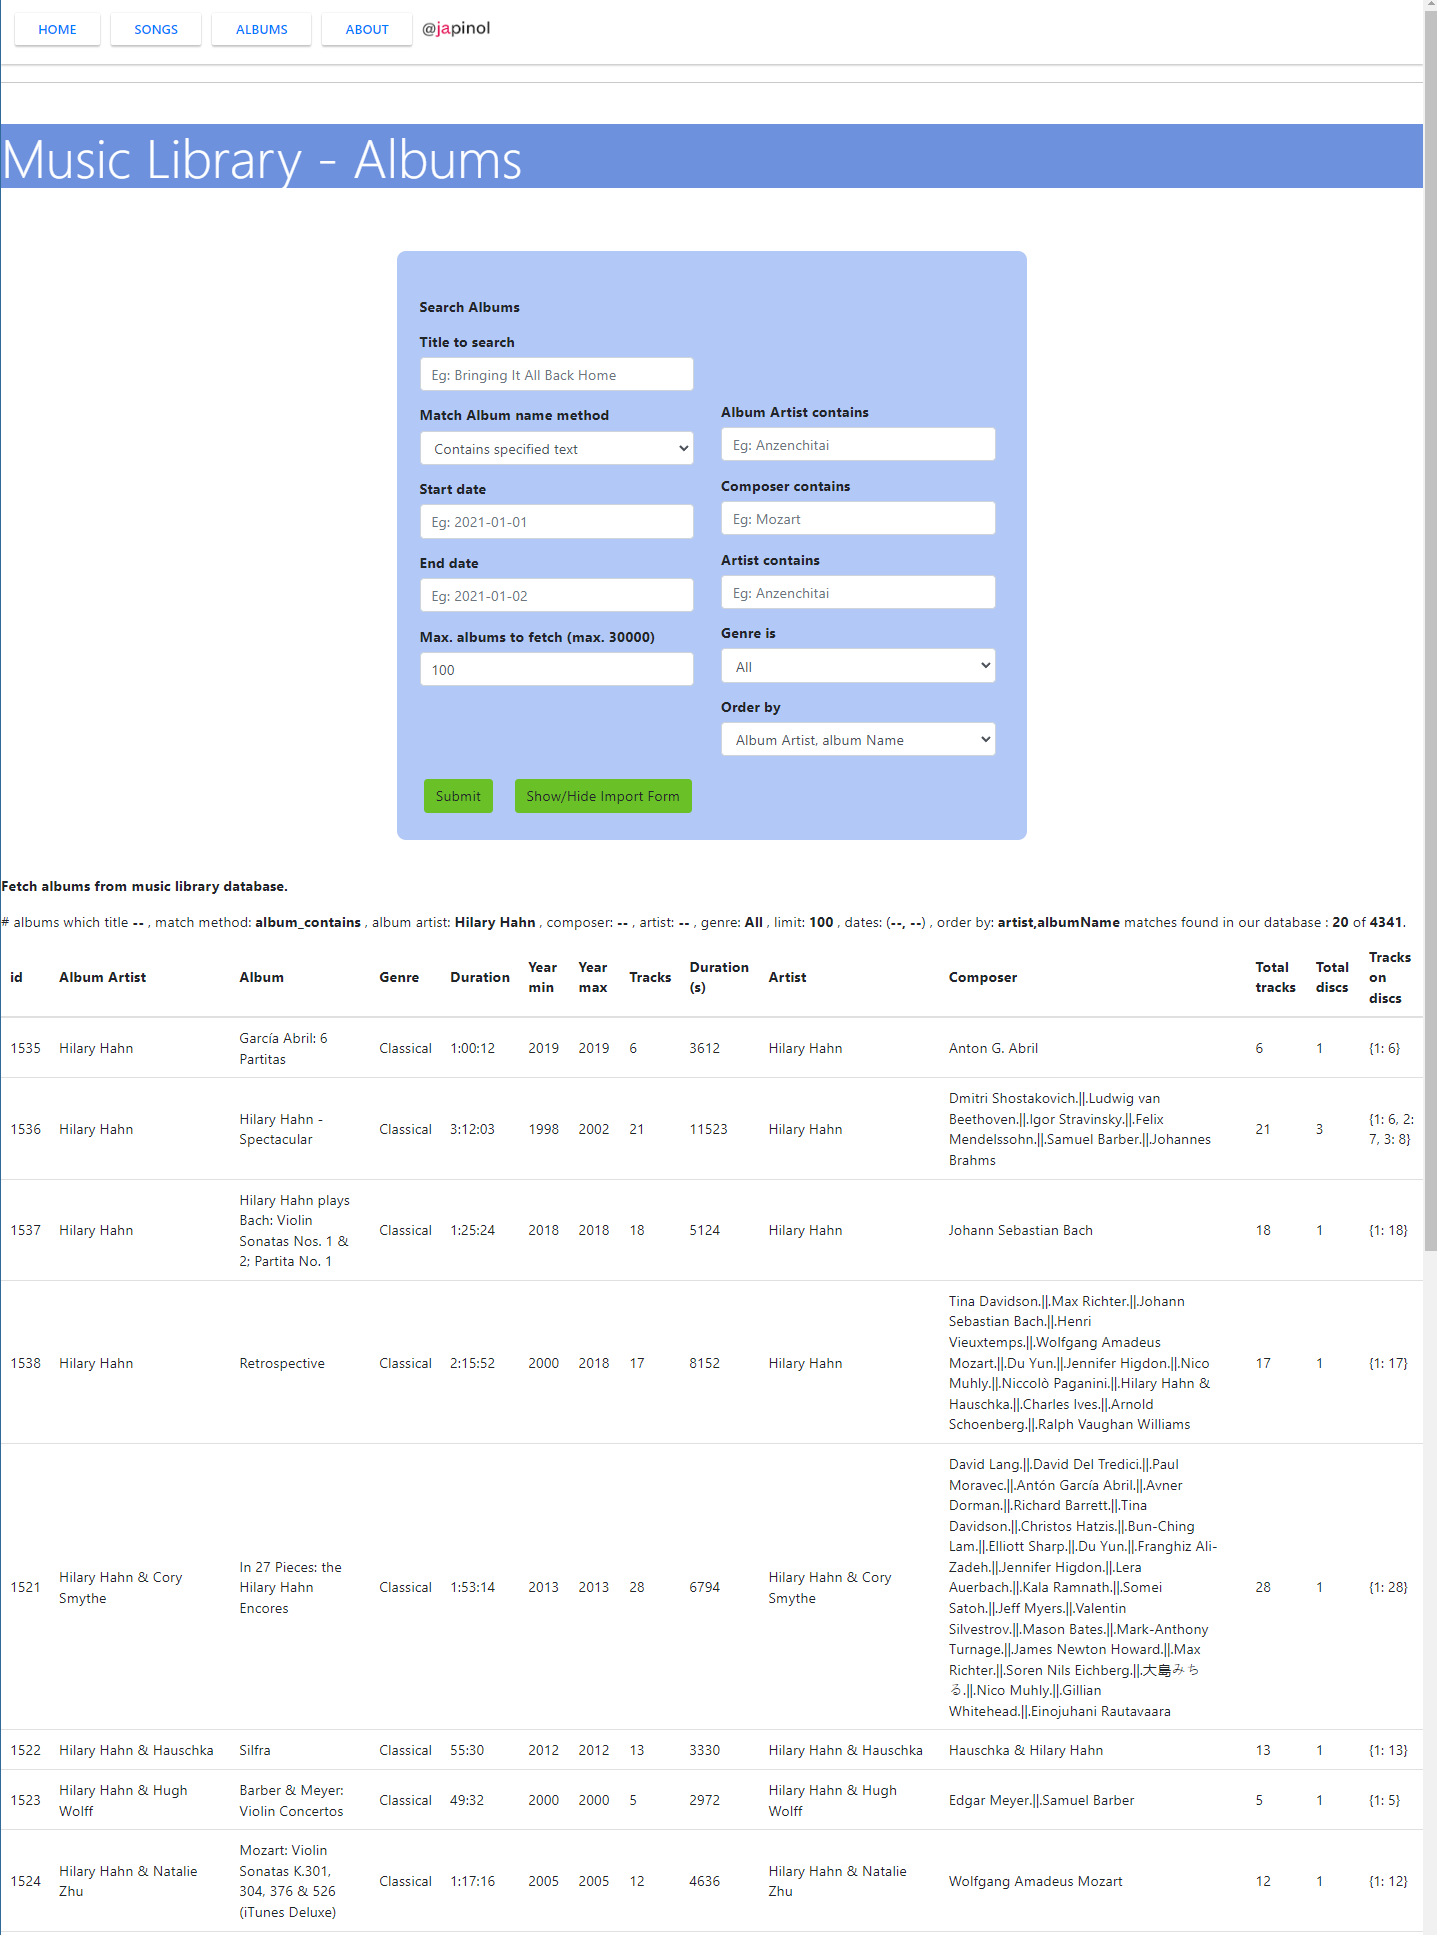 HOME SONGS ALBUMS ABOUT @japinol
Music Library - Albums
Search Albums
Title to search
Eg: Bringing It All Back Home
Match Album name method
Contains specified text
Start date
Eg: 2021-01-01
End date
Eg: 2021-01-02
Max. albums to fetch (max. 30000)
100
Album Artist contains
Eg: Anzenchitai
Composer contains
Eg: Mozart
Artist contains
Eg: Anzenchitai
Genre is
All
Order by
Album Artist, album Name
Submit Show/Hide Import Form
Fetch albums from music library database.
# albums which title -- , match method: album_contains , album artist: Hilary Hahn , composer: -- , artist: -- , genre: All , limit: 100 , dates: (--, --) , order by: artist,albumName matches found in our database : 20 of 4341.
id
Album Artist
Album
Genre
Duration
Year
min
Year
max
Tracks
Duration
(s)
Artist
Composer
Total
tracks
Total
discs
Tracks
on
discs
1535
Hilary Hahn
García Abril: 6
Partitas
Classical
1:00:12
2019
2019
6
3612
Hilary Hahn
Anton G. Abril
6
1
{1: 6}
1536
Hilary Hahn
Hilary Hahn -
Spectacular
Classical
3:12:03
1998
2002
21
11523
Hilary Hahn
Dmitri Shostakovich.||.Ludwig van
Beethoven.||.Igor Stravinsky.||.Felix
Mendelssohn.||.Samuel Barber.||.Johannes
Brahms
21
3
{1: 6, 2:
7, 3: 8}
1537
Hilary Hahn
Hilary Hahn plays
Bach: Violin
Sonatas Nos. 1 &
2; Partita No. 1
Classical
1:25:24
2018
2018
18
5124
Hilary Hahn
Johann Sebastian Bach
18
1
{1: 18}
1538
Hilary Hahn
Retrospective
Classical
2:15:52
2000
2018
17
8152
Hilary Hahn
Tina Davidson.||.Max Richter.||.Johann
Sebastian Bach.||.Henri
Vieuxtemps.||.Wolfgang Amadeus
Mozart.||.Du Yun.||.Jennifer Higdon.||.Nico
Muhly.||.Niccolò Paganini.||.Hilary Hahn &
Hauschka.||.Charles Ives.||.Arnold
Schoenberg.||.Ralph Vaughan Williams
17
1
{1: 17}
1521
Hilary Hahn & Cory
Smythe
In 27 Pieces: the
Hilary Hahn
Encores
Classical
1:53:14
2013
2013
28
6794
Hilary Hahn & Cory
Smythe
David Lang.||.David Del Tredici.||.Paul
Moravec.||.Antón García Abril.||.Avner
Dorman.||.Richard Barrett.||.Tina
Davidson.||.Christos Hatzis.||.Bun-Ching
Lam.||.Elliott Sharp.||.Du Yun.||.Franghiz Ali-
Zadeh.||.Jennifer Higdon.||.Lera
Auerbach.||.Kala Ramnath.||.Somei
Satoh.||.Jeff Myers.||.Valentin
Silvestrov.||.Mason Bates.||.Mark-Anthony
Turnage.||.James Newton Howard.||.Max
Richter.||.Soren Nils Eichberg.||.大島みち
る.||.Nico Muhly.||.Gillian
Whitehead.||.Einojuhani Rautavaara
28
1
{1: 28}
1522
Hilary Hahn & Hauschka
Silfra
Classical
55:30
2012
2012
13
3330
Hilary Hahn & Hauschka
Hauschka & Hilary Hahn
13
1
{1: 13}
1523
Hilary Hahn & Hugh
Wolff
Barber & Meyer:
Violin Concertos
Classical
49:32
2000
2000
5
2972
Hilary Hahn & Hugh
Wolff
Edgar Meyer.||.Samuel Barber
5
1
{1: 5}
1524
Hilary Hahn & Natalie
Zhu
Mozart: Violin
Sonatas K.301,
304, 376 & 526
(iTunes Deluxe)
Classical
1:17:16
2005
2005
12
4636
Hilary Hahn & Natalie
Zhu
Wolfgang Amadeus Mozart
12
1
{1: 12}